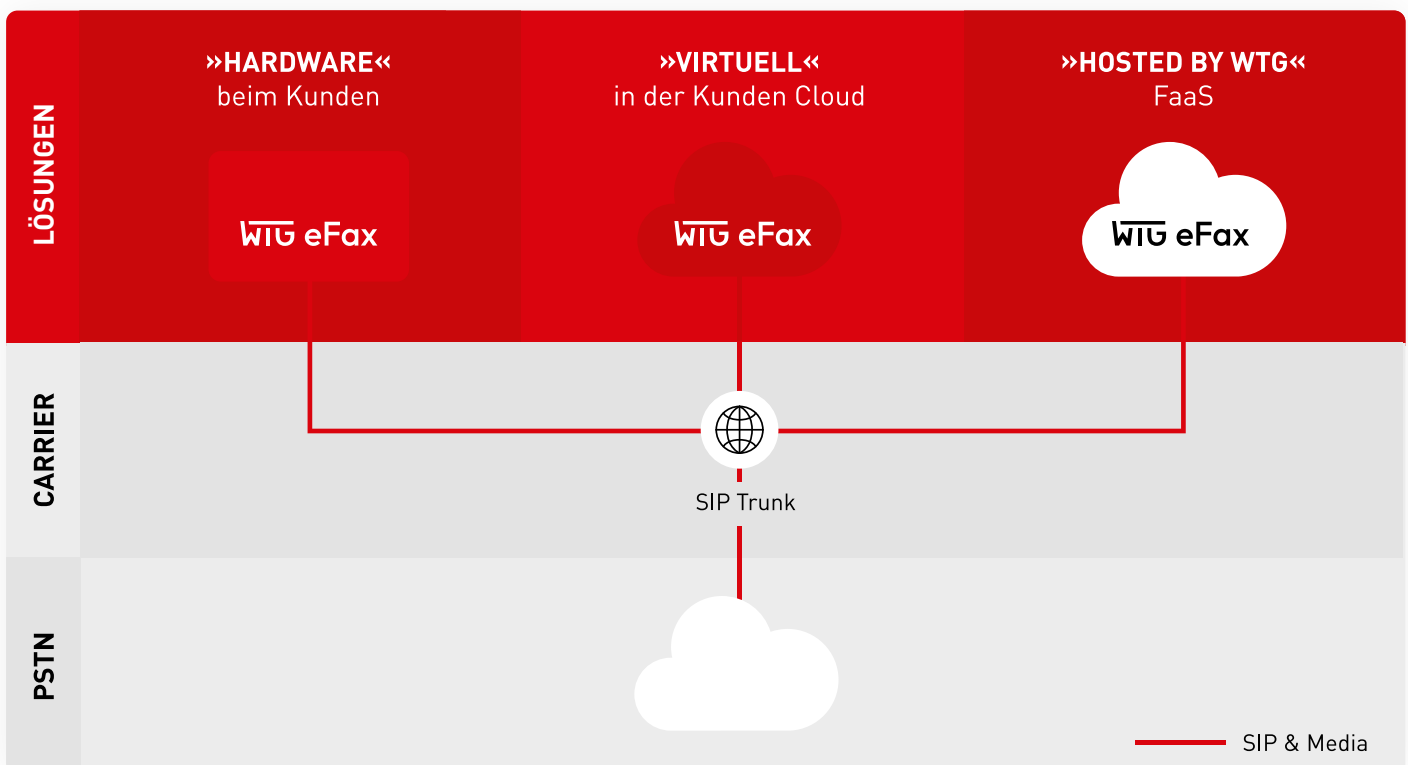 LÖSUNGEN
»HARDWARE«
beim Kunden
WTG eFax
»VIRTUELL«
in der Kunden Cloud
WTG eFax
»HOSTED BY WTG«
FaaS
WTG eFax
CARRIER
SIP Trunk
PSTN
SIP & Media